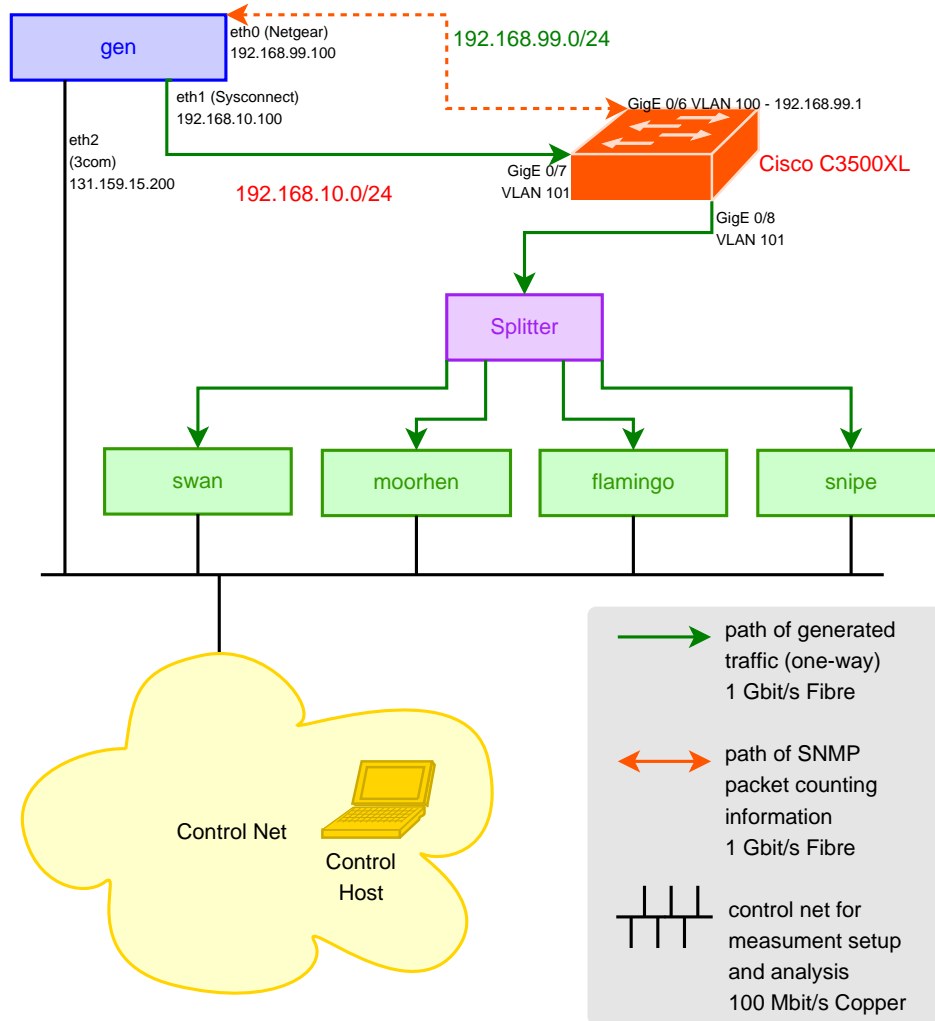 gen
eth0 (Netgear)
192.168.99.100
192.168.99.0/24
eth1 (Sysconnect)
192.168.10.100
eth2
(3com)
131.159.15.200
192.168.10.0/24
GigE 0/6 VLAN 100 - 192.168.99.1
Cisco C3500XL
GigE 0/7
VLAN 101
GigE 0/8
VLAN 101
Splitter
swan
moorhen
flamingo
snipe
Control Net
Control
Host
path of generated
traffic (one-way)
1 Gbit/s Fibre
path of SNMP
packet counting
information
1 Gbit/s Fibre
control net for
measument setup
and analysis
100 Mbit/s Copper